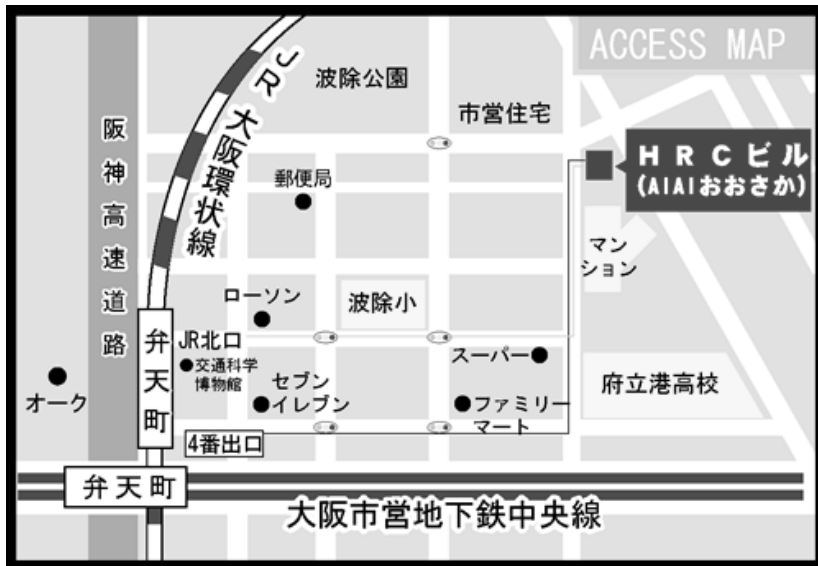 ACCESS MAP
JR 大阪環状線
波除公園
市営住宅
阪神高速道路
HRCビル
(AIAIおおさか)
郵便局
マン
ション
ローソン
波除小
弁天町
JR北口
交通科学
博物館
スーパー
オーク
セブン
イレブン
ファミリー
マート
府立港高校
4番出口
弁天町
大阪市営地下鉄中央線